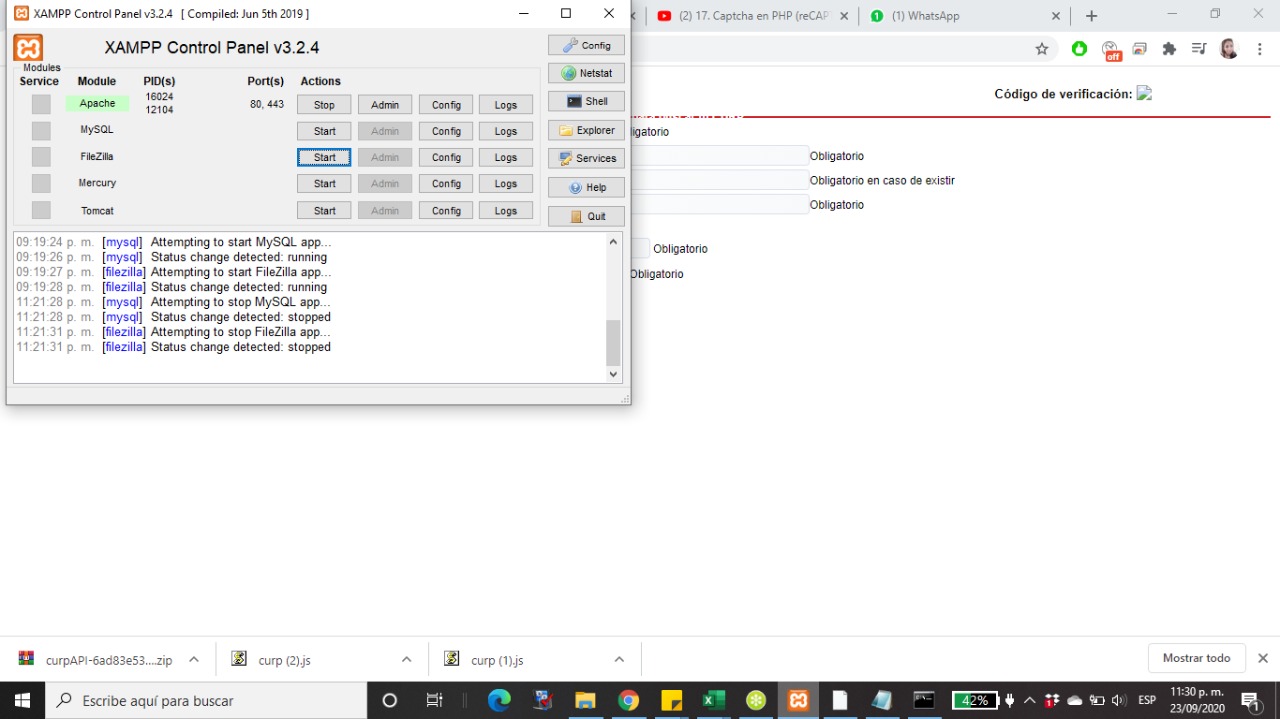 XAMPP Control Panel v3.2.4 [ Compiled: Jun 5th 2019 ]
(2) 17. Captcha en PHP (reCAP
(1) WhatsApp
XAMPP Control Panel v3.2.4
Config
Modules
Service Module PID(s) Port(s) Actions
Netstat
Apache 16024 12104 80, 443 Stop Admin Config Logs
Shell
MySQL Start Admin Config Logs
Explorer
FileZilla Start Admin Config Logs
Services
Mercury Start Admin Config Logs
Help
Tomcat Start Admin Config Logs
Quit
09:19:24 p. m. [mysql] Attempting to start MySQL app...
09:19:26 p. m. [mysql] Status change detected: running
09:19:27 p. m. [filezilla] Attempting to start FileZilla app...
09:19:28 p. m. [filezilla] Status change detected: running
11:21:28 p. m. [mysql] Attempting to stop MySQL app...
11:21:28 p. m. [mysql] Status change detected: stopped
11:21:31 p. m. [filezilla] Attempting to stop FileZilla app...
11:21:31 p. m. [filezilla] Status change detected: stopped
off
Código de verificación:
ligatorio
Obligatorio
Obligatorio en caso de existir
Obligatorio
Obligatorio
Obligatorio
curpAPI-6ad83e53....zip
curp (2).js
curp (1).js
Mostrar todo
Escribe aquí para buscar
42%
ESP
11:30 p. m.
23/09/2020
1